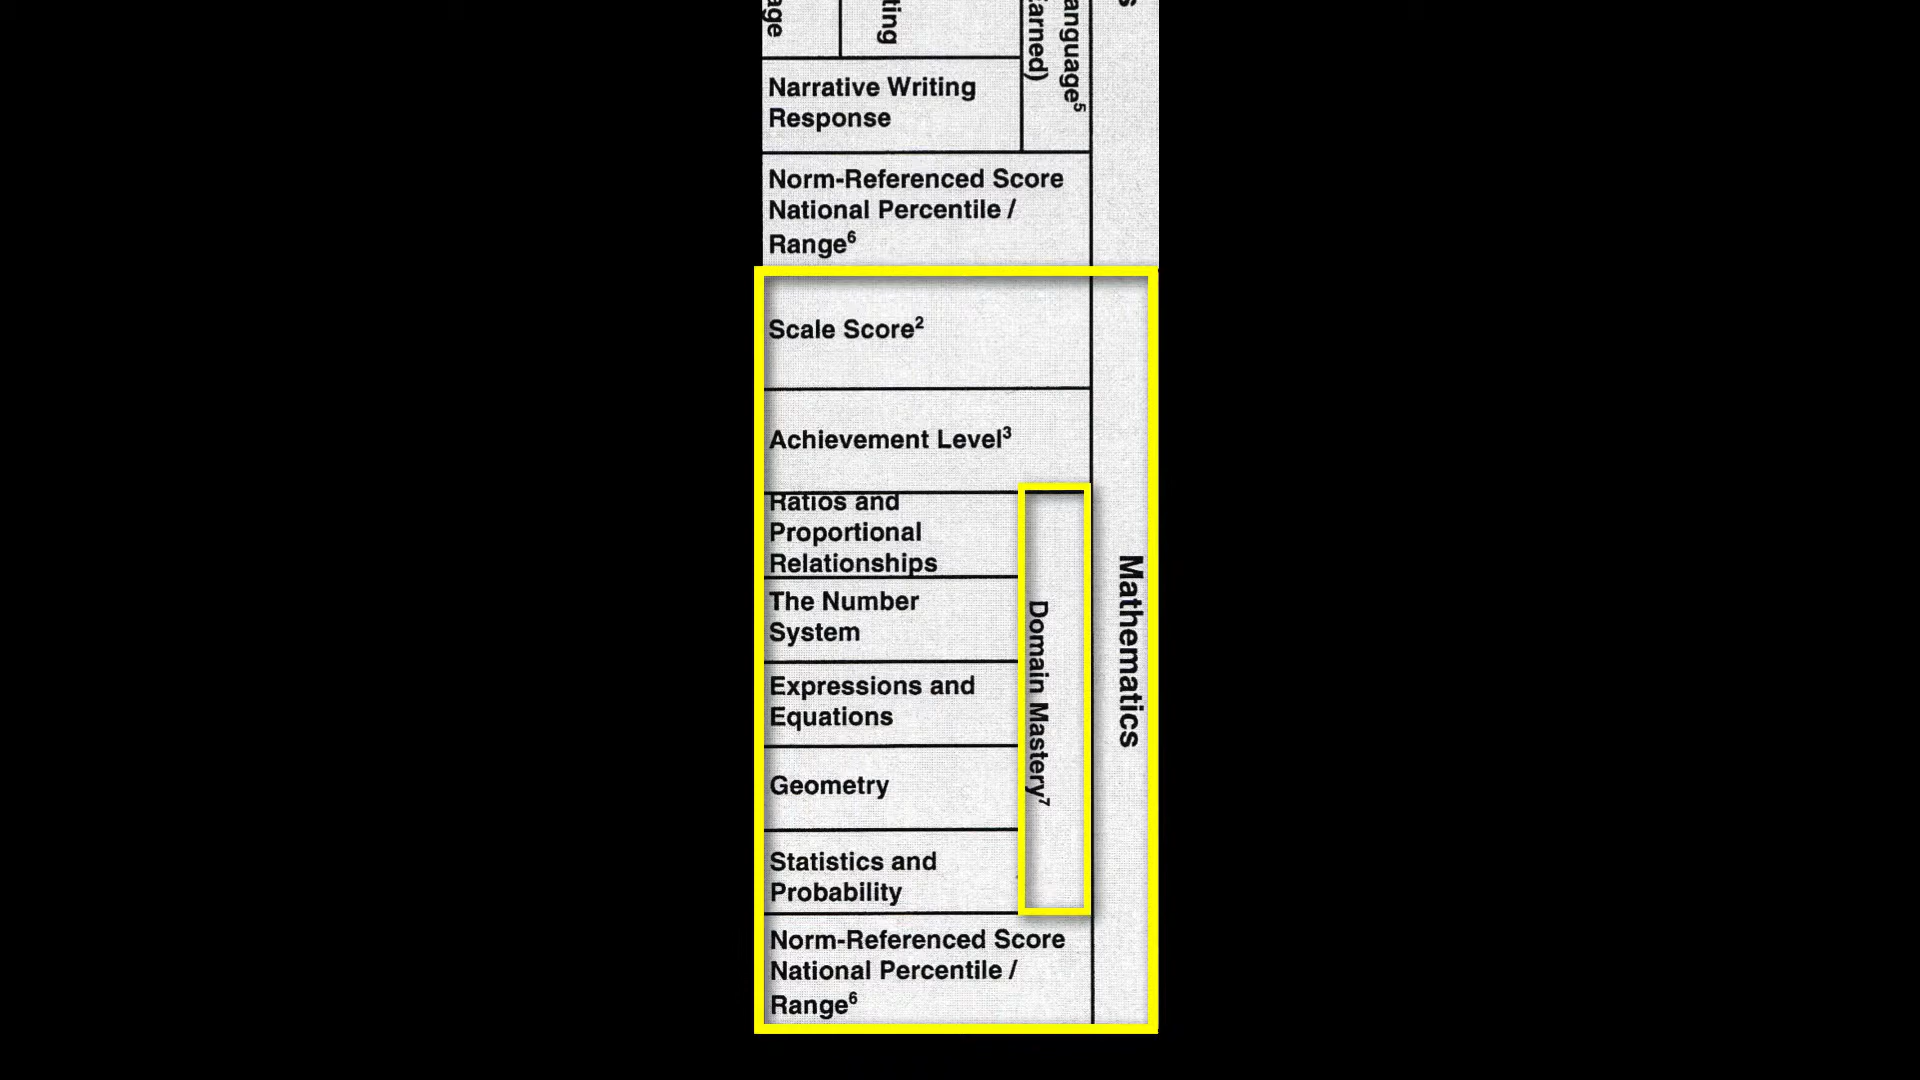 Narrative Writing
Response
Norm-Referenced Score
National Percentile /
Range⁶
Scale Score²
Achievement Level³
Ratios and
Proportional
Relationships
The Number
System
Expressions and
Equations
Geometry
Statistics and
Probability
Domain Mastery⁷
Norm-Referenced Score
National Percentile /
Range⁶
Mathematics